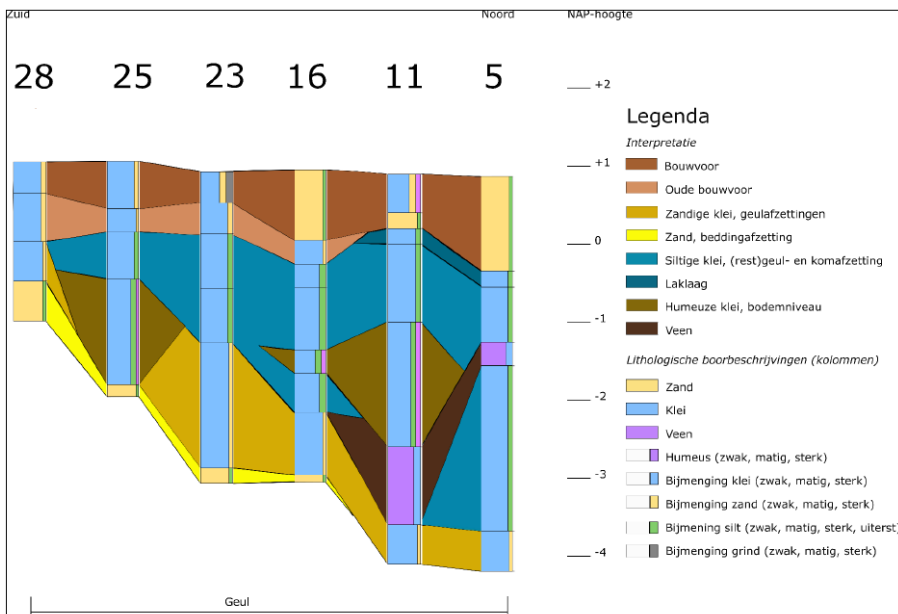 Zuid
Noord
NAP-hoogte
28 25 23 16 11 5
+2
+1
0
-1
-2
-3
-4
Legenda
Interpretatie
Bouwvoor
Oude bouwvoor
Zandige klei, geulafzettingen
Zand, beddingafzetting
Siltige klei, (rest)geul- en komafzetting
Laklaag
Humeuze klei, bodemniveau
Veen
Lithologische boorbeschrijvingen (kolommen)
Zand
Klei
Veen
Humeus (zwak, matig, sterk)
Bijmenging klei (zwak, matig, sterk)
Bijmenging zand (zwak, matig, sterk)
Bijmening silt (zwak, matig, sterk, uiterst)
Bijmenging grind (zwak, matig, sterk)
Geul